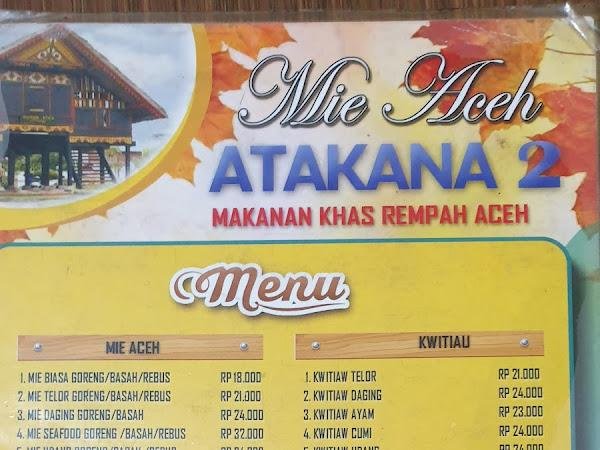 Mie Aceh
ATAKANA 2
MAKANAN KHAS REMPAH ACEH
Menu
MIE ACEH
1. MIE BIASA GORENG/BASAH/REBUS RP 18.000
2. MIE TELOR GORENG/BASAH/REBUS RP 21.000
3. MIE DAGING GORENG/BASAH RP 24.000
4. MIE SEAFOOD GORENG /BASAH/REBUS RP 32.000
KWITIAU
1. KWITIAW TELOR RP 21.000
2. KWITIAW DAGING RP 24.000
3. KWITIAW AYAM RP 23.000
4. KWITIAW CUMI RP 24.000